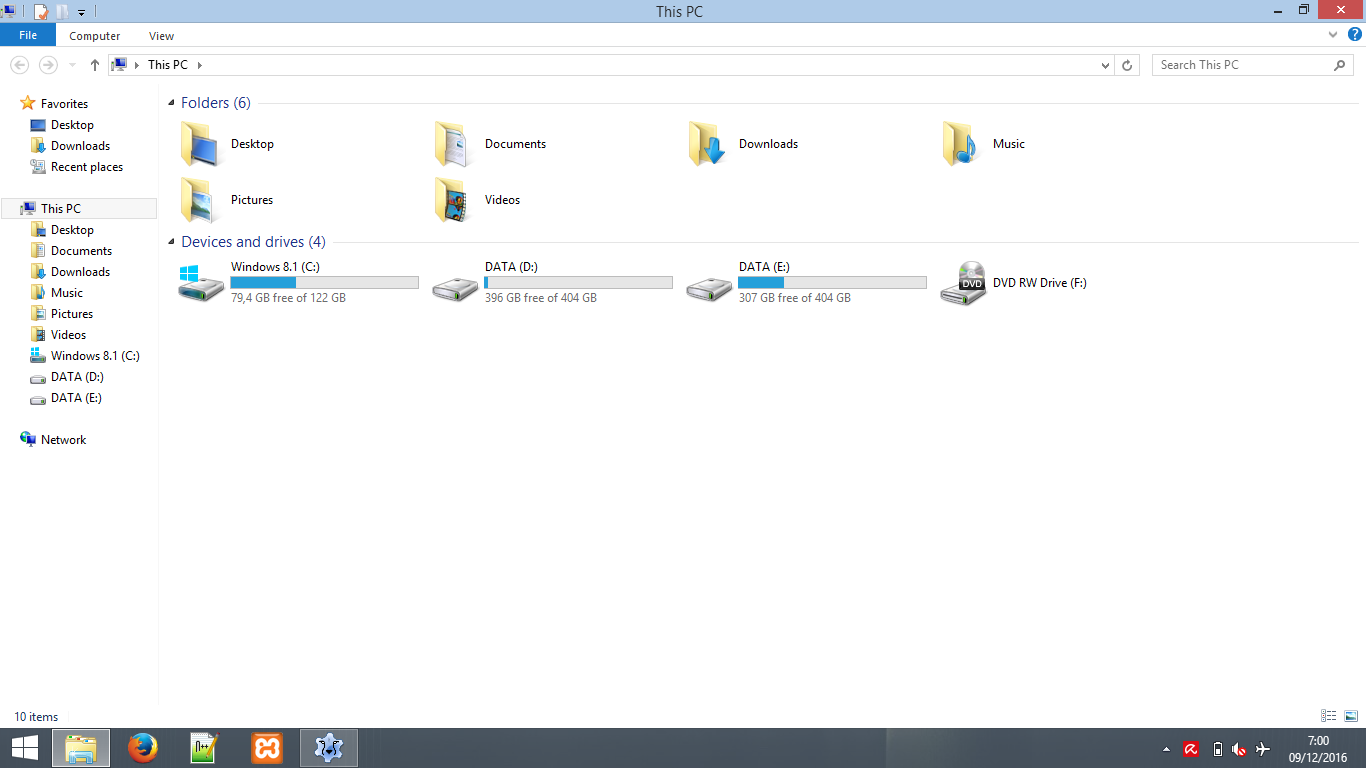 This PC
File
Computer
View
This PC
Search This PC
Favorites
Desktop
Downloads
Recent places
This PC
Desktop
Documents
Downloads
Music
Pictures
Videos
Windows 8.1 (C:)
DATA (D:)
DATA (E:)
Network
Folders (6)
Desktop
Documents
Downloads
Music
Pictures
Videos
Devices and drives (4)
Windows 8.1 (C:)
79,4 GB free of 122 GB
DATA (D:)
396 GB free of 404 GB
DATA (E:)
307 GB free of 404 GB
DVD
DVD RW Drive (F:)
10 items
7:00
09/12/2016